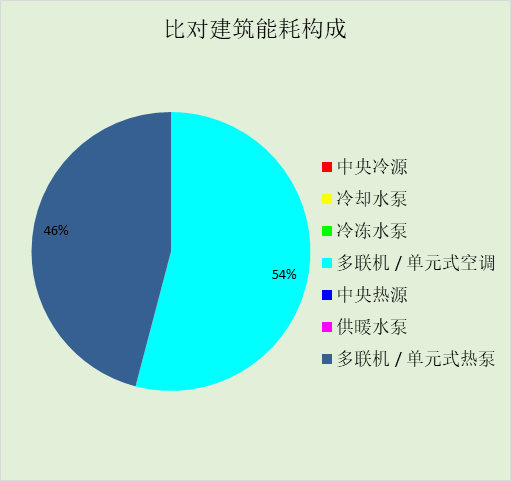 比对建筑能耗构成
中央冷源
冷却水泵
46%
冷冻水泵
多联机 / 单元式空调
54%
中央热源
供暖水泵
多联机 / 单元式热泵